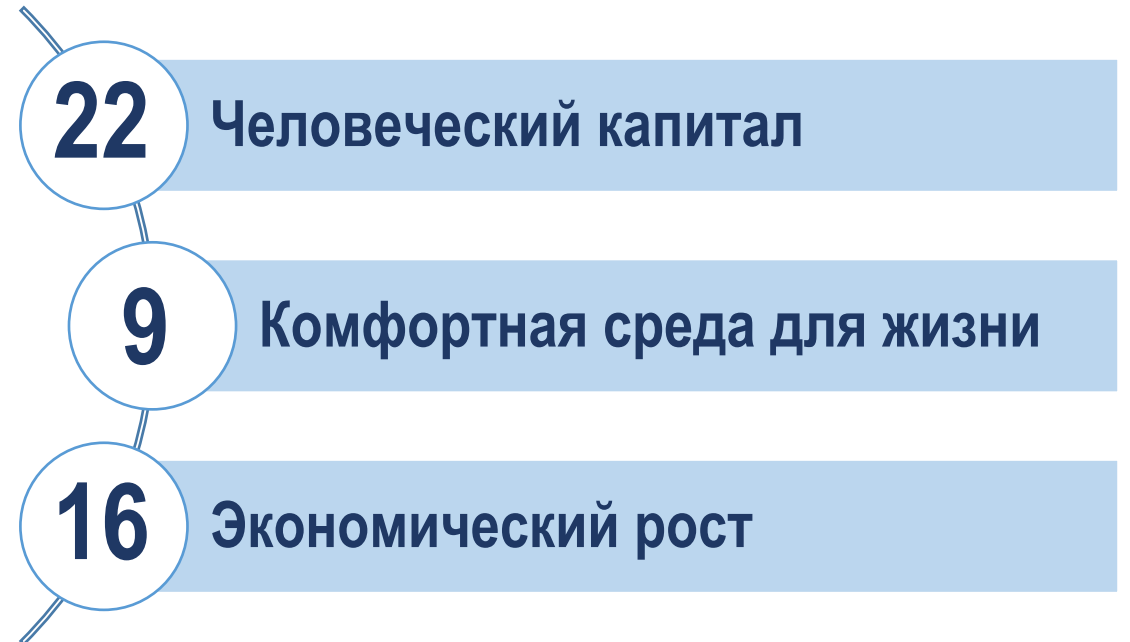 22 Человеческий капитал
9 Комфортная среда для жизни
16 Экономический рост